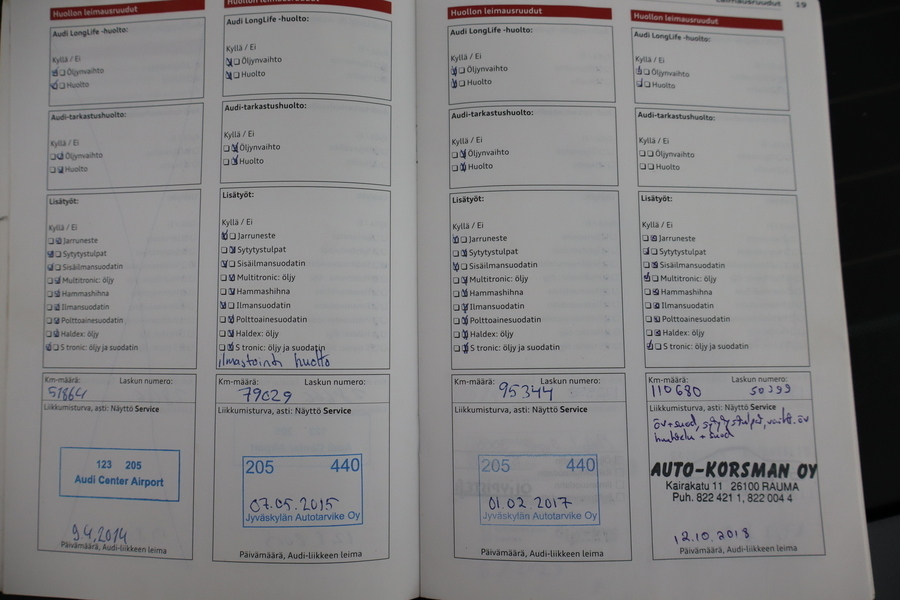 Huollon leimausruudut
Audi LongLife -huolto:
Kyllä / Ei
Öljynvaihto
Huolto
Audi-tarkastushuolto:
Kyllä / Ei
Öljynvaihto
Huolto
Lisätyöt:
Kyllä / Ei
Jarruneste
Sytytystulpat
Sisäilmansuodatin
Multitronic: öljy
Hammashihna
Ilmansuodatin
Polttoainesuodatin
Haldex: öljy
S tronic: öljy ja suodatin
Km-määrä: Laskun numero:
51864
Liikkumisturva, asti: Näyttö Service
123 205
Audi Center Airport
9.4.2014
Päivämäärä, Audi-liikkeen leima
Huollon leimausruudut
Audi LongLife -huolto:
Kyllä / Ei
Öljynvaihto
Huolto
Audi-tarkastushuolto:
Kyllä / Ei
Öljynvaihto
Huolto
Lisätyöt:
Kyllä / Ei
Jarruneste
Sytytystulpat
Sisäilmansuodatin
Multitronic: öljy
Hammashihna
Ilmansuodatin
Polttoainesuodatin
Haldex: öljy
S tronic: öljy ja suodatin
ilmastointi huolto
Km-määrä: Laskun numero:
79029
Liikkumisturva, asti: Näyttö Service
205 440
07.05.2015
Jyväskylän Autotarvike Oy
Päivämäärä, Audi-liikkeen leima
Huollon leimausruudut
Audi LongLife -huolto:
Kyllä / Ei
Öljynvaihto
Huolto
Audi-tarkastushuolto:
Kyllä / Ei
Öljynvaihto
Huolto
Lisätyöt:
Kyllä / Ei
Jarruneste
Sytytystulpat
Sisäilmansuodatin
Multitronic: öljy
Hammashihna
Ilmansuodatin
Polttoainesuodatin
Haldex: öljy
S tronic: öljy ja suodatin
Km-määrä: Laskun numero:
95344
Liikkumisturva, asti: Näyttö Service
205 440
01.02 2017
Jyväskylän Autotarvike Oy
Päivämäärä, Audi-liikkeen leima
leimausruudut 19
Huollon leimausruudut
Audi LongLife -huolto:
Kyllä / Ei
Öljynvaihto
Huolto
Audi-tarkastushuolto:
Kyllä / Ei
Öljynvaihto
Huolto
Lisätyöt:
Kyllä / Ei
Jarruneste
Sytytystulpat
Sisäilmansuodatin
Multitronic: öljy
Hammashihna
Ilmansuodatin
Polttoainesuodatin
Haldex: öljy
S tronic: öljy ja suodatin
Km-määrä: Laskun numero:
110680 50399
Liikkumisturva, asti: Näyttö Service
öv+suod, sytytystulpat, vaiht. öv
+ suod
AUTO-KORSMAN OY
Kairakatu 11 26100 RAUMA
Puh. 822 421 1, 822 004 4
12.10.2018
Päivämäärä, Audi-liikkeen leima